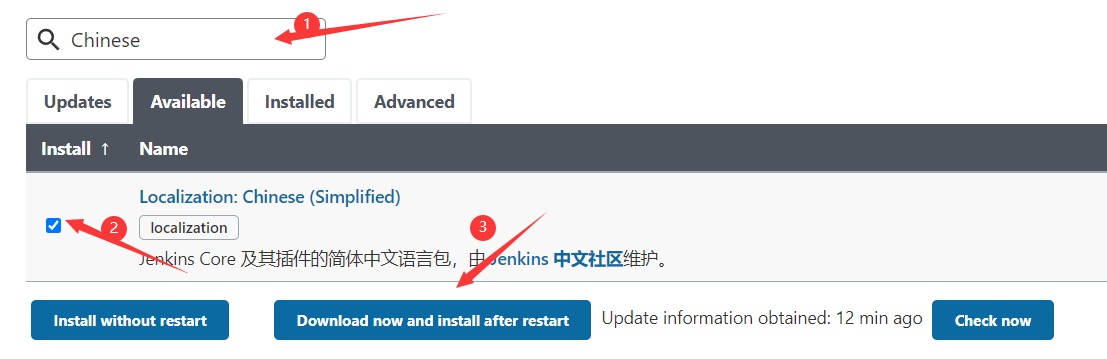 1
Chinese
Updates Available Installed Advanced
Install ↑ Name
Localization: Chinese (Simplified)
2
localization
3
Jenkins Core 及其插件的简体中文语言包，由 Jenkins 中文社区维护。
Install without restart Download now and install after restart Update information obtained: 12 min ago Check now